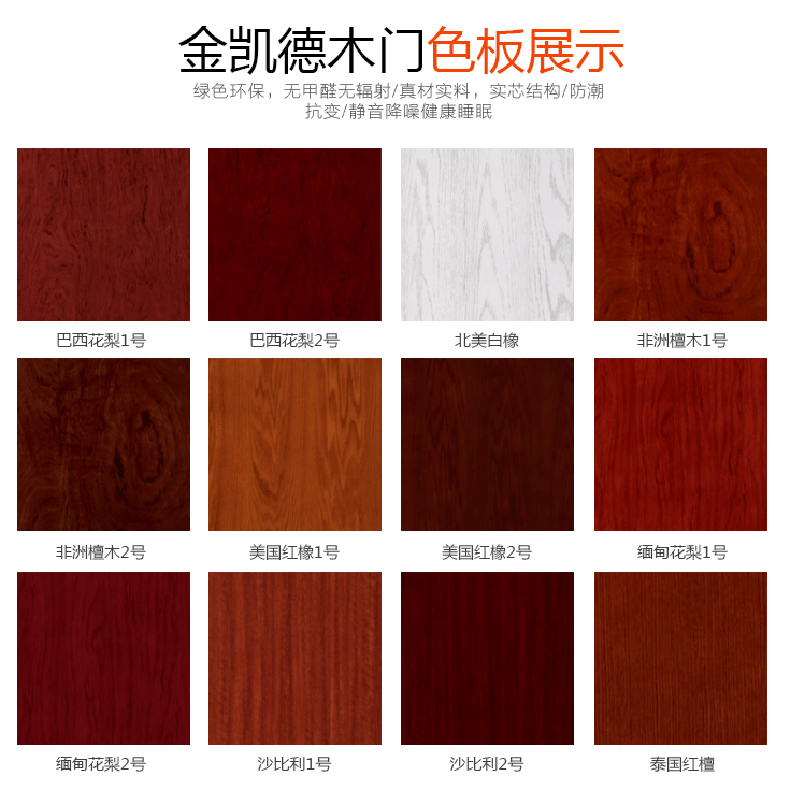 金凯德木门色板展示
绿色环保，无甲醛无辐射/真材实料，实芯结构/防潮
抗变/静音降噪健康睡眠
巴西花梨1号
巴西花梨2号
北美白橡
非洲檀木1号
非洲檀木2号
美国红橡1号
美国红橡2号
缅甸花梨1号
缅甸花梨2号
沙比利1号
沙比利2号
泰国红檀